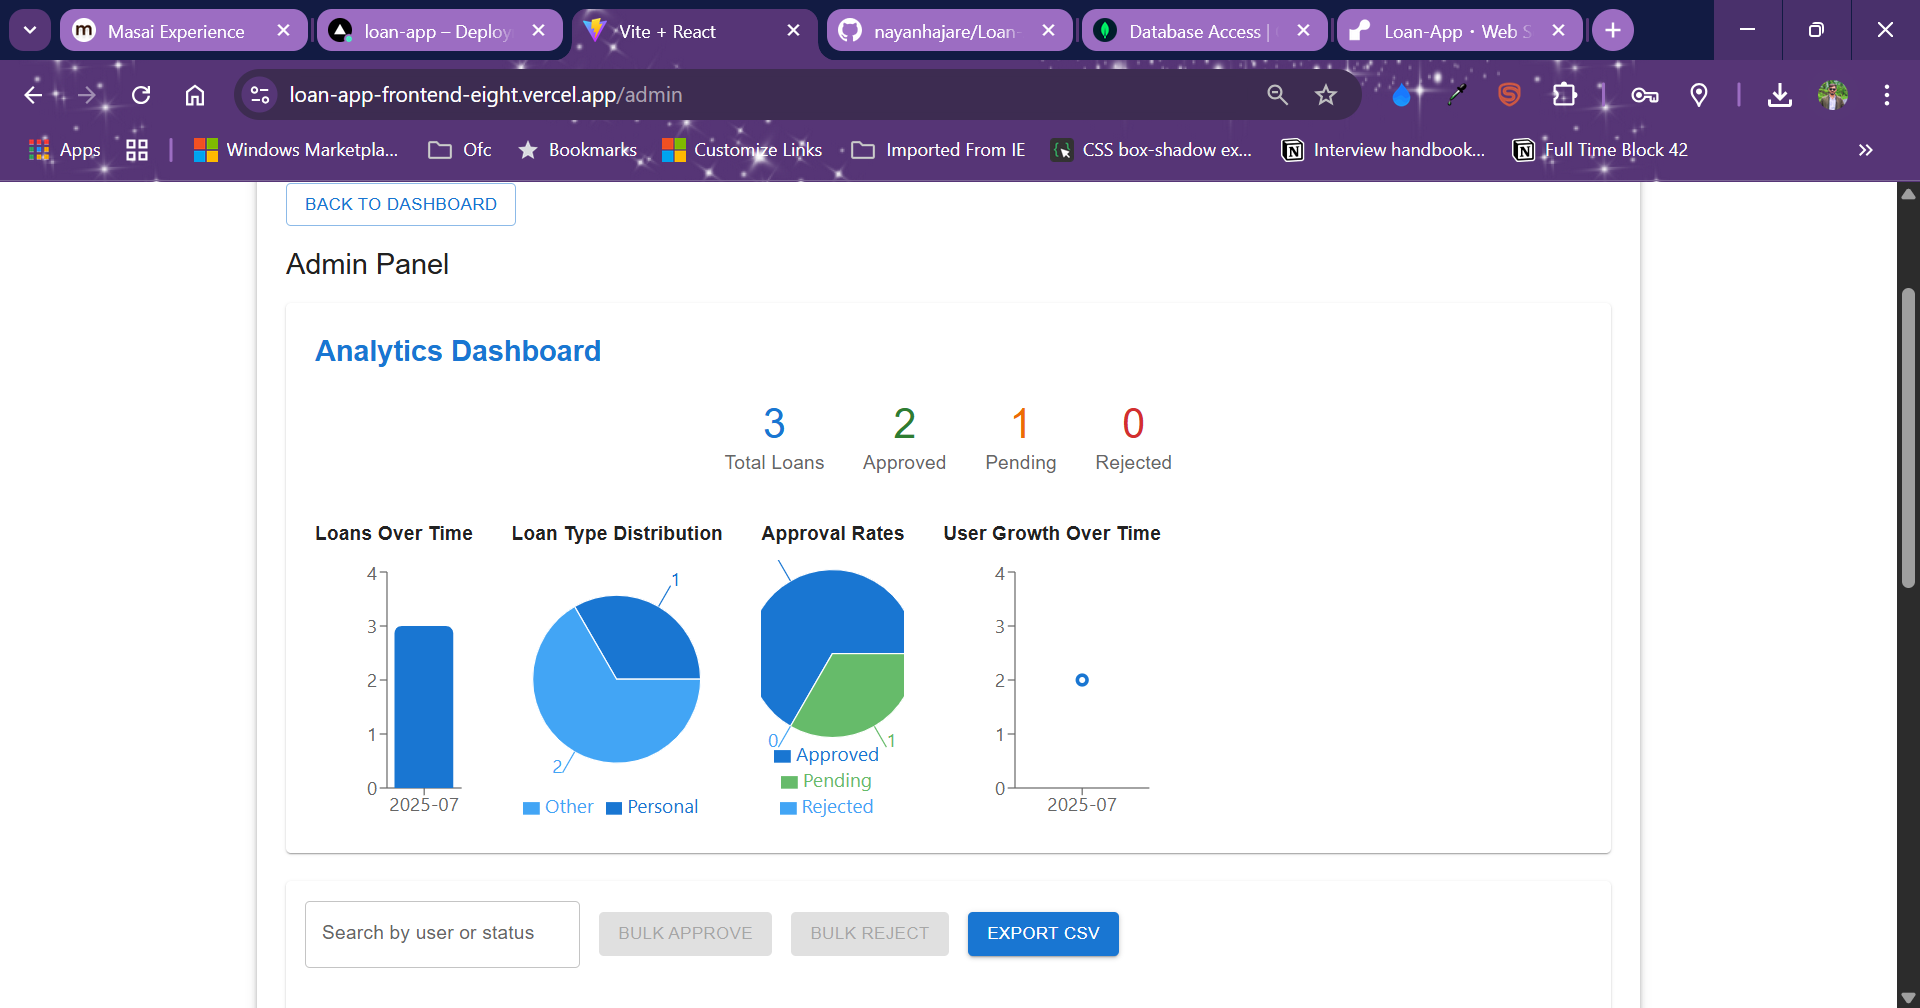 Masai Experience
loan-app – Deploy
Vite + React
nayanhajare/Loan-
Database Access |
Loan-App • Web S
loan-app-frontend-eight.vercel.app/admin
Apps
Windows Marketpla...
Ofc
Bookmarks
Customize Links
Imported From IE
CSS box-shadow ex...
Interview handbook...
Full Time Block 42
BACK TO DASHBOARD
Admin Panel
Analytics Dashboard
3 2 1 0
Total Loans Approved Pending Rejected
Loans Over Time
4
3
2
1
0
2025-07
Loan Type Distribution
1
2
Other Personal
Approval Rates
0
1
Approved
Pending
Rejected
User Growth Over Time
4
3
2
1
0
2025-07
Search by user or status
BULK APPROVE
BULK REJECT
EXPORT CSV